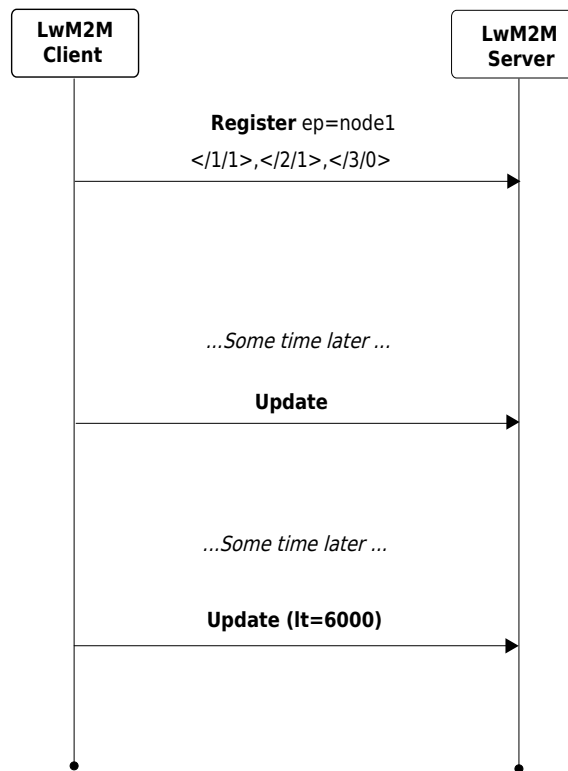 LwM2M
Client
LwM2M
Server
Register ep=node1
</1/1>,</2/1>,</3/0>
...Some time later ...
Update
...Some time later ...
Update (lt=6000)